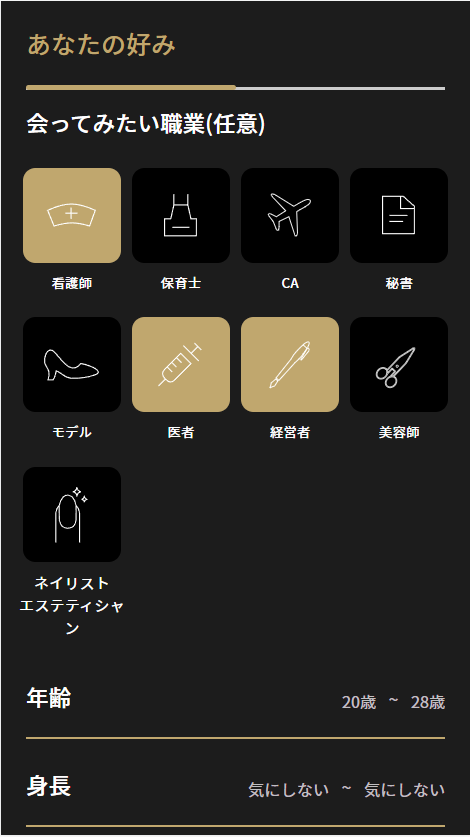 あなたの好み
会ってみたい職業(任意)
看護師 保育士 CA 秘書
モデル 医者 経営者 美容師
ネイリスト
エステティシャ
ン
年齢 20歳 ~ 28歳
身長 気にしない ~ 気にしない